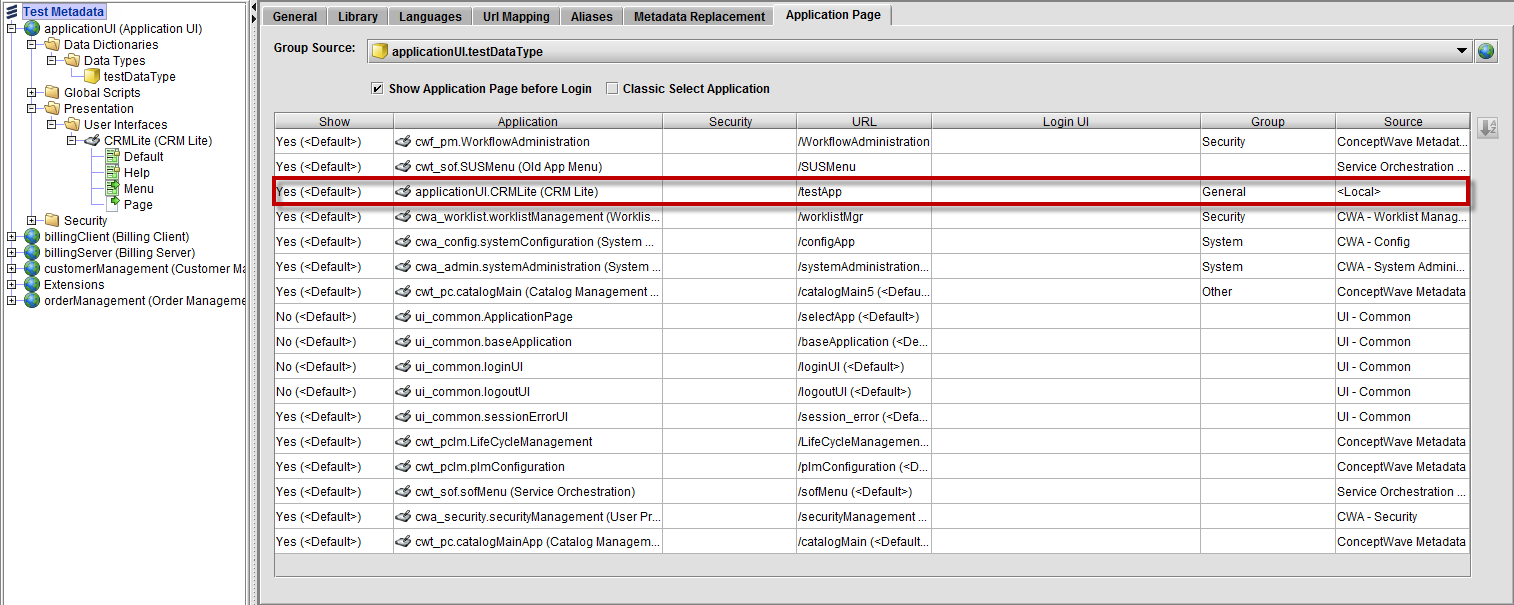 Test Metadata
applicationUI (Application UI)
Data Dictionaries
Data Types
testDataType
Global Scripts
Presentation
User Interfaces
CRMLite (CRM Lite)
Default
Help
Menu
Page
Security
billingClient (Billing Client)
billingServer (Billing Server)
customerManagement (Customer Ma
Extensions
orderManagement (Order Manageme
General Library Languages Url Mapping Aliases Metadata Replacement Application Page
Group Source: applicationUI.testDataType
Show Application Page before Login Classic Select Application
Show Application Security URL Login UI Group Source
Yes (<Default>) cwf_pm.WorkflowAdministration /WorkflowAdministration Security ConceptWave Metadat...
Yes (<Default>) cwt_sof.SUSMenu (Old App Menu) /SUSMenu Service Orchestration ...
Yes (<Default>) applicationUI.CRMLite (CRM Lite) /testApp General <Local>
Yes (<Default>) cwa_worklist.worklistManagement (Worklis... /worklistMgr Security CWA - Worklist Manag...
Yes (<Default>) cwa_config.systemConfiguration (System ... /configApp System CWA - Config
Yes (<Default>) cwa_admin.systemAdministration (System ... /systemAdministration... System CWA - System Admini...
Yes (<Default>) cwt_pc.catalogMain (Catalog Management ... /catalogMain5 (<Defau... Other ConceptWave Metadata
No (<Default>) ui_common.ApplicationPage /selectApp (<Default>) UI - Common
No (<Default>) ui_common.baseApplication /baseApplication (<De... UI - Common
No (<Default>) ui_common.loginUI /loginUI (<Default>) UI - Common
No (<Default>) ui_common.logoutUI /logoutUI (<Default>) UI - Common
Yes (<Default>) ui_common.sessionErrorUI /session_error (<Defa... UI - Common
Yes (<Default>) cwt_pclm.LifeCycleManagement /LifeCycleManagemen... ConceptWave Metadata
Yes (<Default>) cwt_pclm.plmConfiguration /plmConfiguration (<D... ConceptWave Metadata
Yes (<Default>) cwt_sof.sofMenu (Service Orchestration) /sofMenu (<Default>) Service Orchestration ...
Yes (<Default>) cwa_security.securityManagement (User Pr... /securityManagement ... CWA - Security
Yes (<Default>) cwt_pc.catalogMainApp (Catalog Managem... /catalogMain (<Default... ConceptWave Metadata